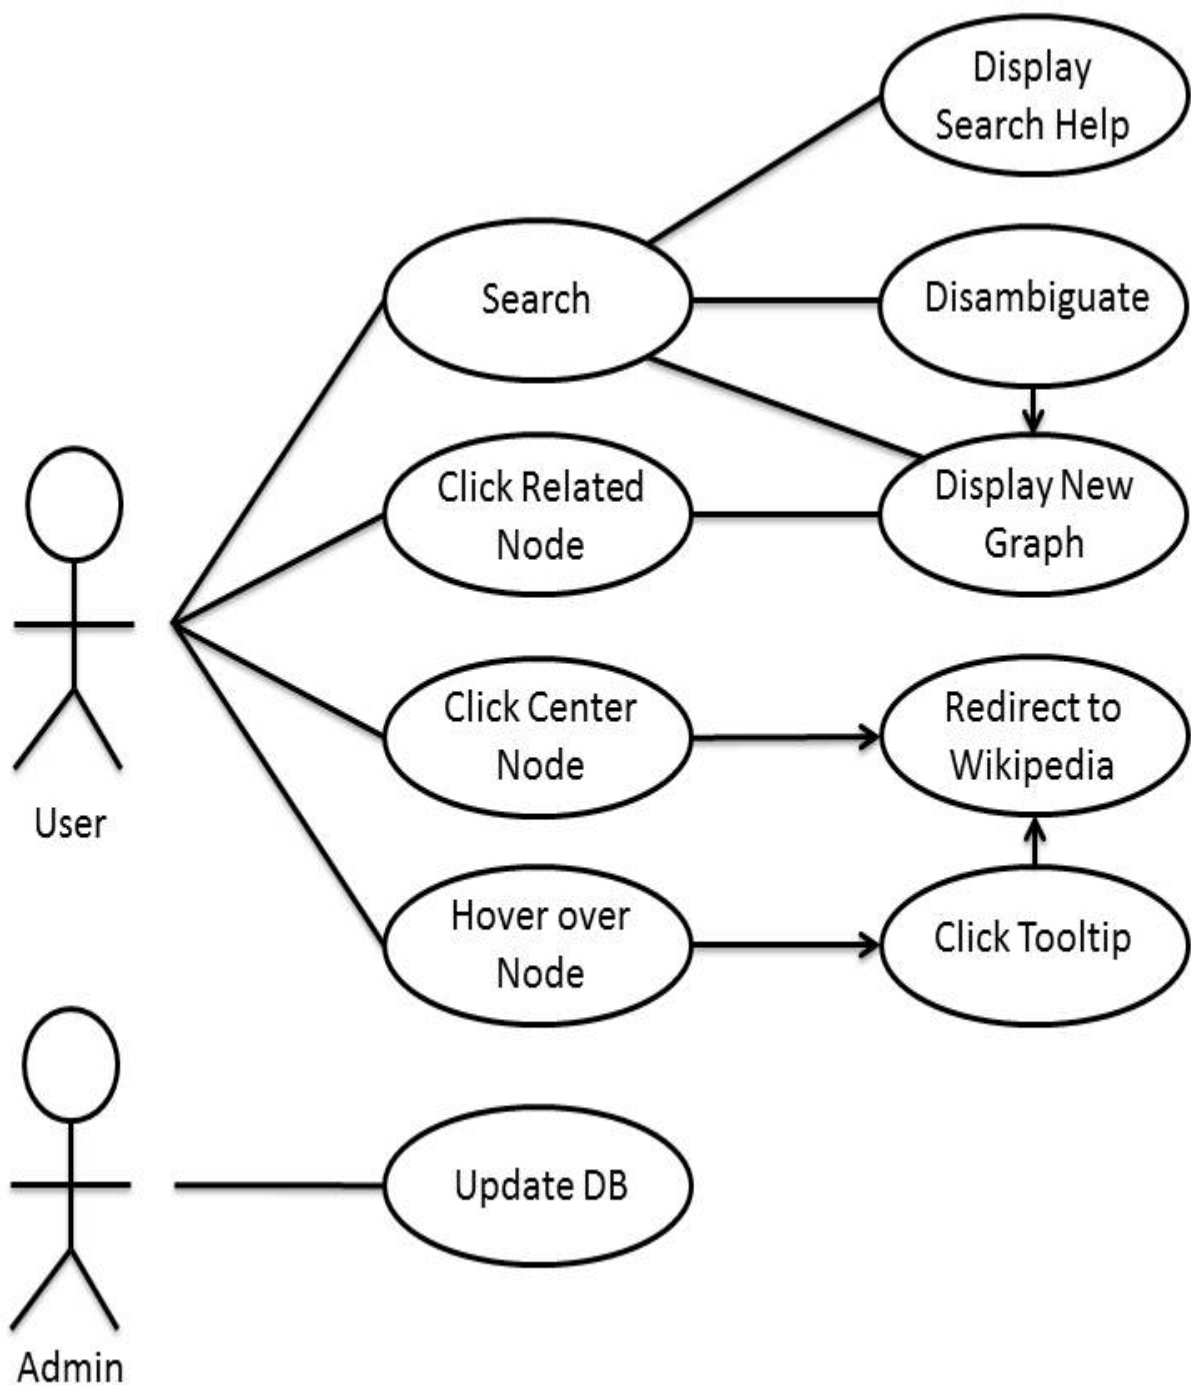 Display
Search Help
Search
Disambiguate
Click Related
Node
Display New
Graph
Click Center
Node
Redirect to
Wikipedia
User
Hover over
Node
Click Tooltip
Update DB
Admin